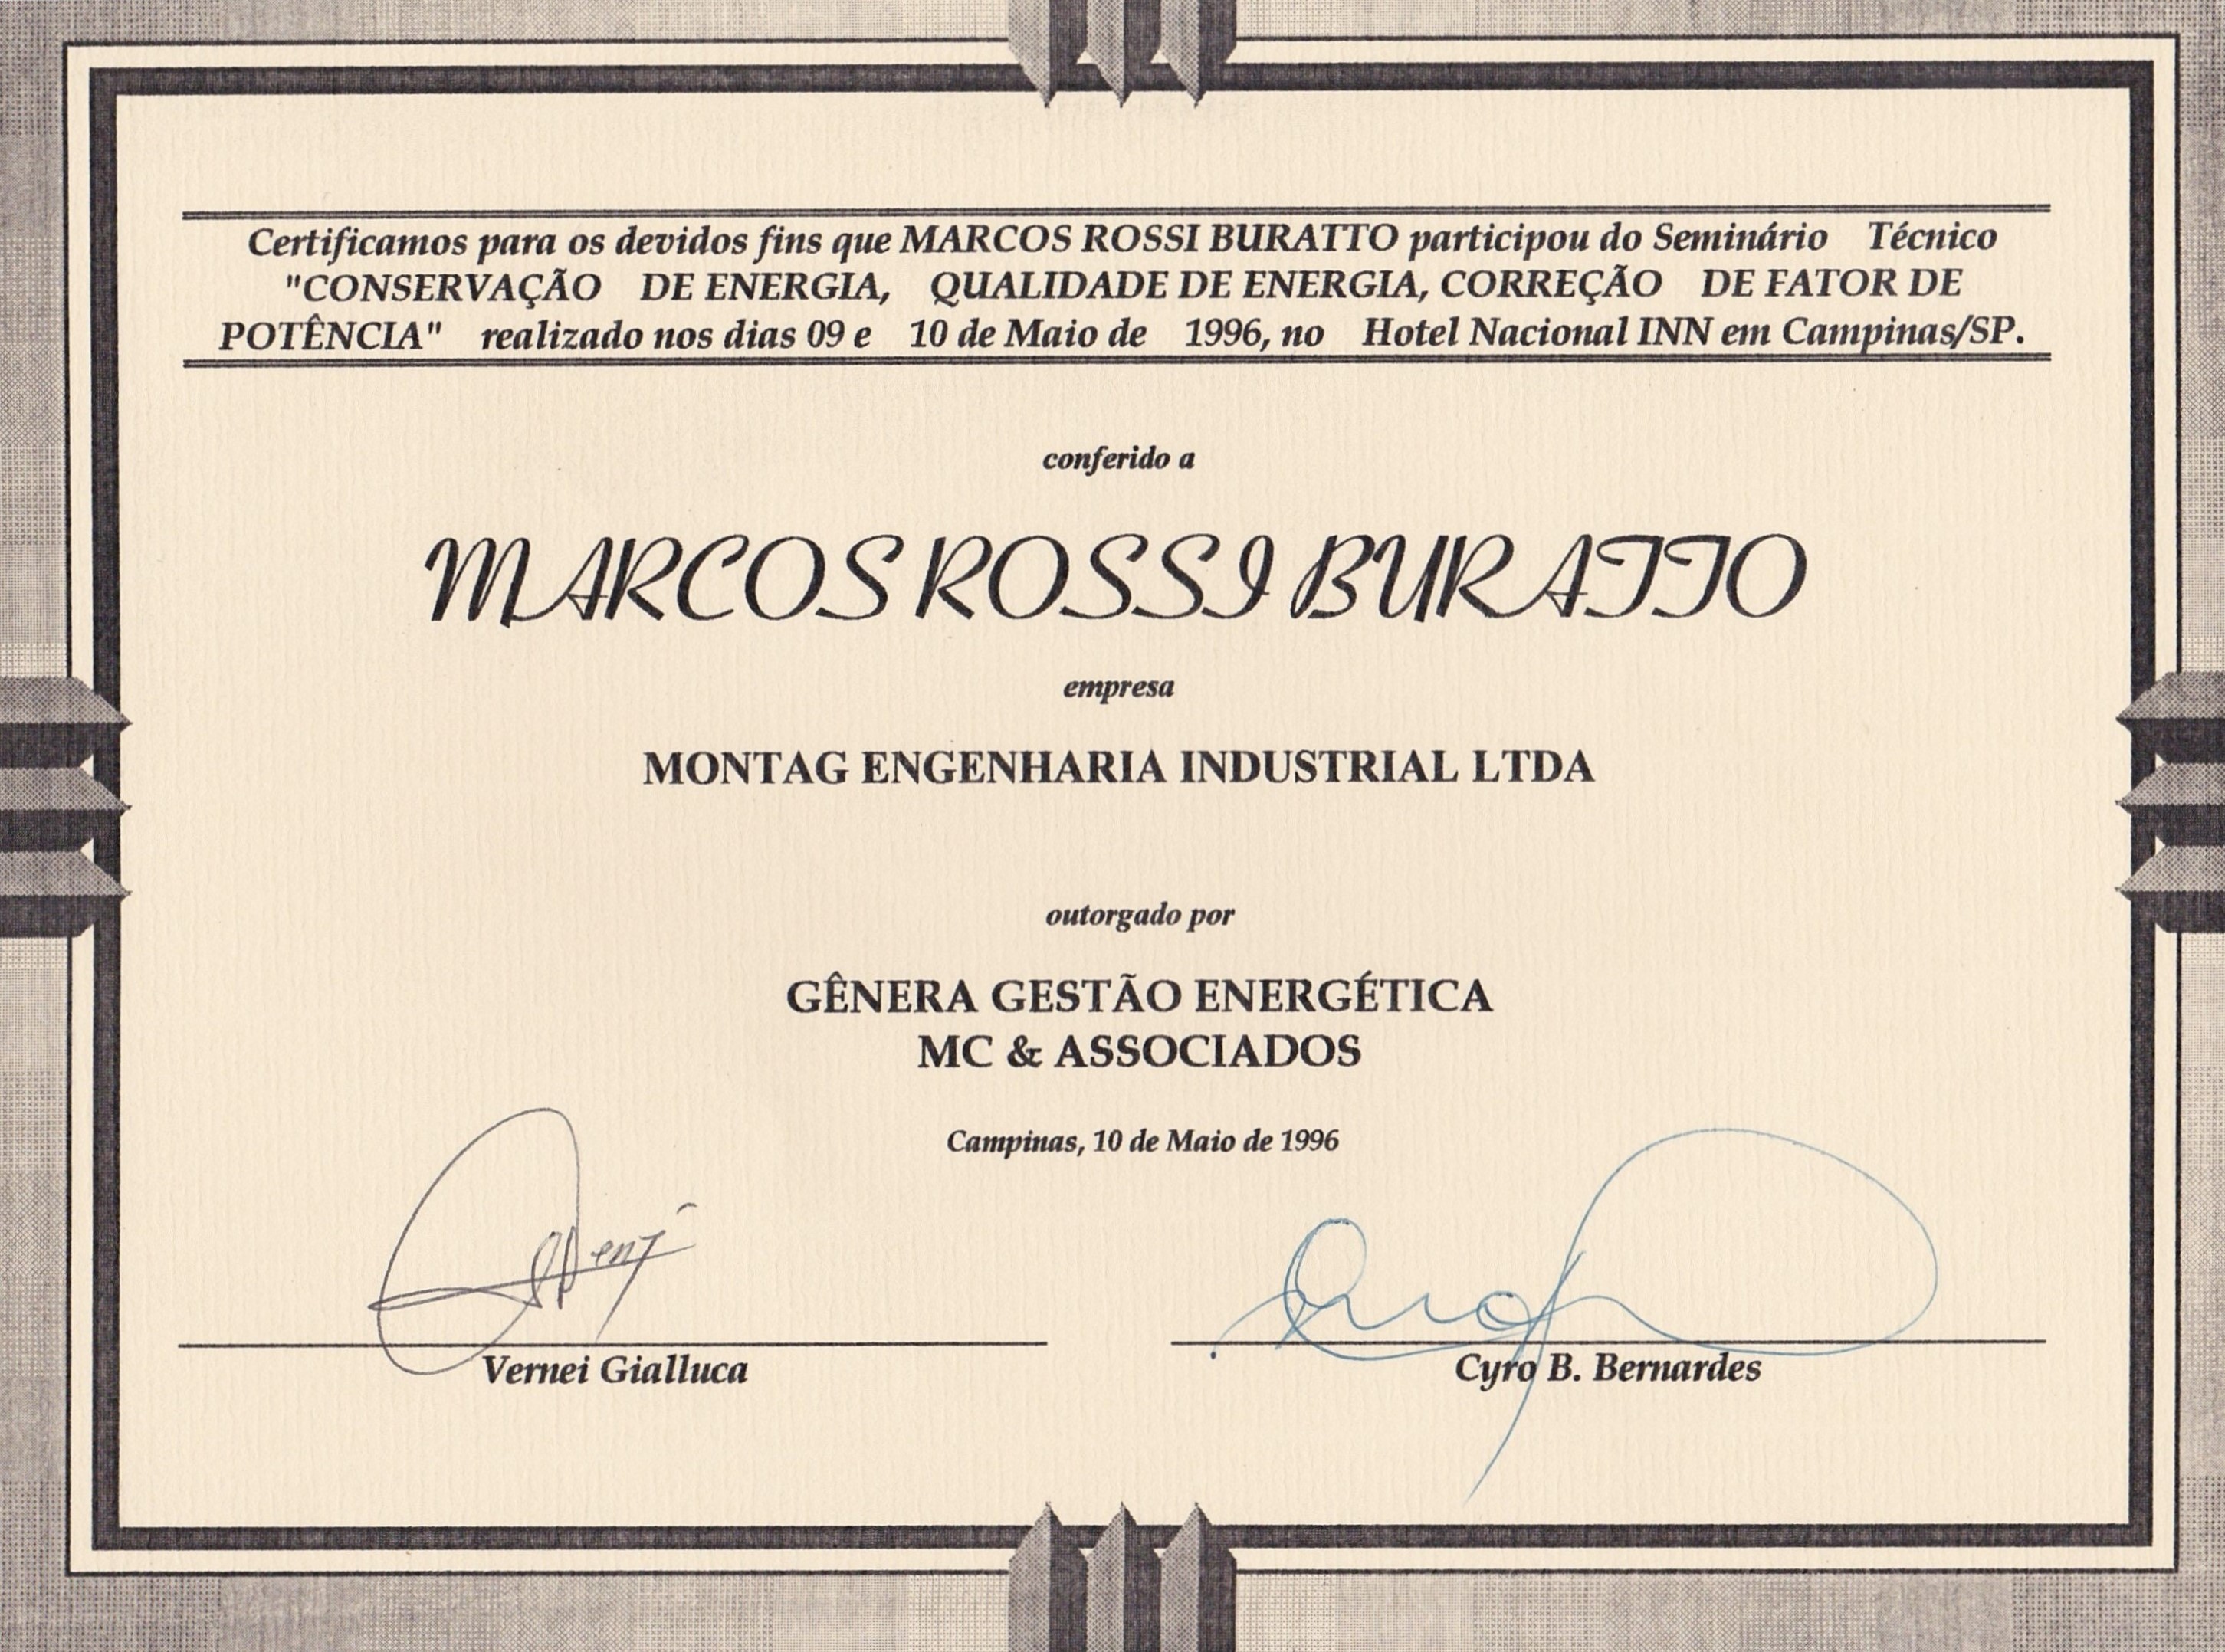 Certificamos para os devidos fins que MARCOS ROSSI BURATTO participou do Seminário Técnico
"CONSERVAÇÃO DE ENERGIA, QUALIDADE DE ENERGIA, CORREÇÃO DE FATOR DE
POTÊNCIA" realizado nos dias 09 e 10 de Maio de 1996, no Hotel Nacional INN em Campinas/SP.
conferido a
MARCOS ROSSI BURATTO
empresa
MONTAG ENGENHARIA INDUSTRIAL LTDA
outorgado por
GÊNERA GESTÃO ENERGÉTICA
MC & ASSOCIADOS
Campinas, 10 de Maio de 1996
Vernei Gialluca
Cyro B. Bernardes